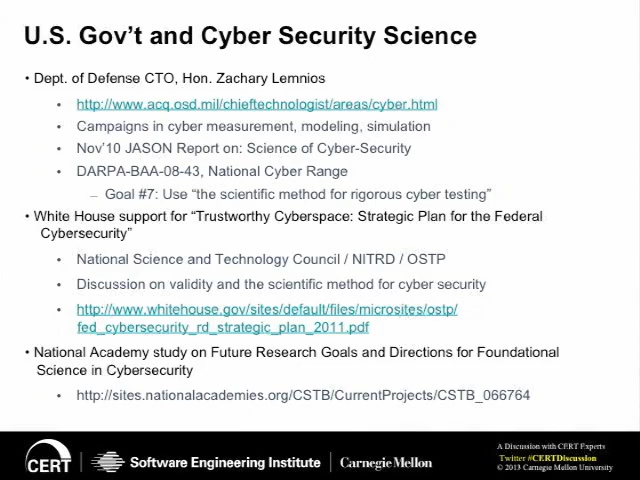 U.S. Gov’t and Cyber Security Science
• Dept. of Defense CTO, Hon. Zachary Lemnios
• http://www.acq.osd.mil/chieftechnologist/areas/cyber.html
• Campaigns in cyber measurement, modeling, simulation
• Nov’10 JASON Report on: Science of Cyber-Security
• DARPA-BAA-08-43, National Cyber Range
– Goal #7: Use “the scientific method for rigorous cyber testing”
• White House support for “Trustworthy Cyberspace: Strategic Plan for the Federal
Cybersecurity”
• National Science and Technology Council / NITRD / OSTP
• Discussion on validity and the scientific method for cyber security
• http://www.whitehouse.gov/sites/default/files/microsites/ostp/
fed_cybersecurity_rd_strategic_plan_2011.pdf
• National Academy study on Future Research Goals and Directions for Foundational
Science in Cybersecurity
• http://sites.nationalacademies.org/CSTB/CurrentProjects/CSTB_066764
CERT
Software Engineering Institute
Carnegie Mellon
A Discussion with CERT Experts
Twitter #CERTDiscussion
© 2013 Carnegie Mellon University